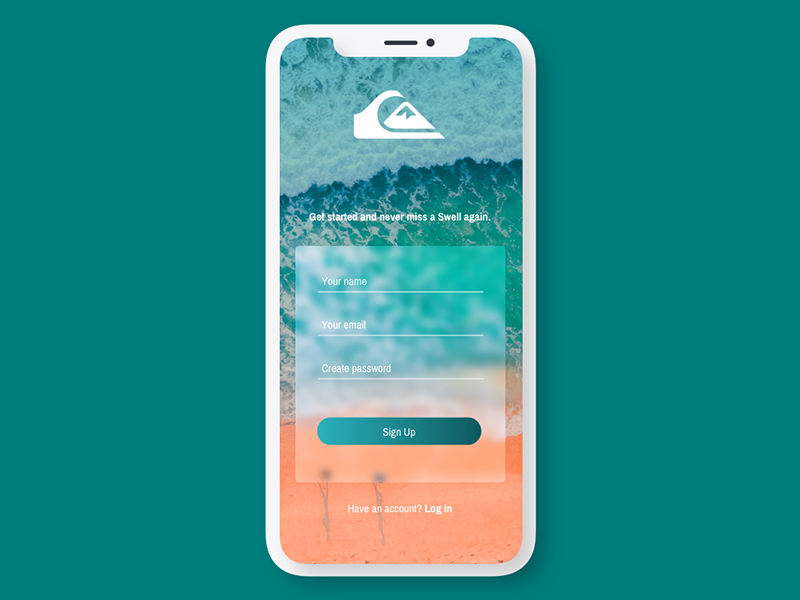 Get started and never miss a Swell again.
Your name
Your email
Create password
Sign Up
Have an account? Log in